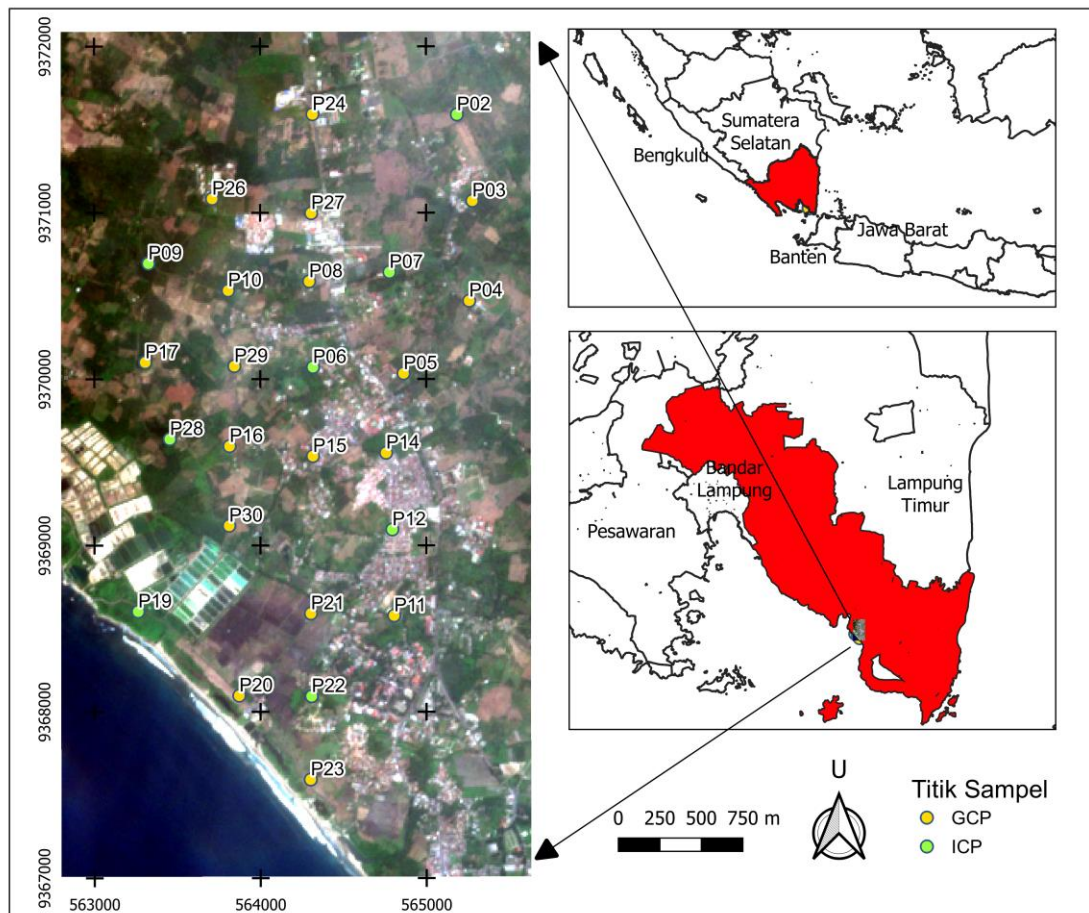 9372000
9371000
9370000
9369000
9368000
9367000
563000
564000
565000
P24
P02
P26
P03
P27
P09
P07
P08
P10
P04
P17
P29
P06
P05
P28
P16
P15
P14
P30
P12
P19
P21
P11
P20
P22
P23
Sumatera
Selatan
Bengkulu
Jawa Barat
Banten
Bandar
Lampung
Lampung
Timur
Pesawaran
U
Titik Sampel
GCP
ICP
0 250 500 750 m